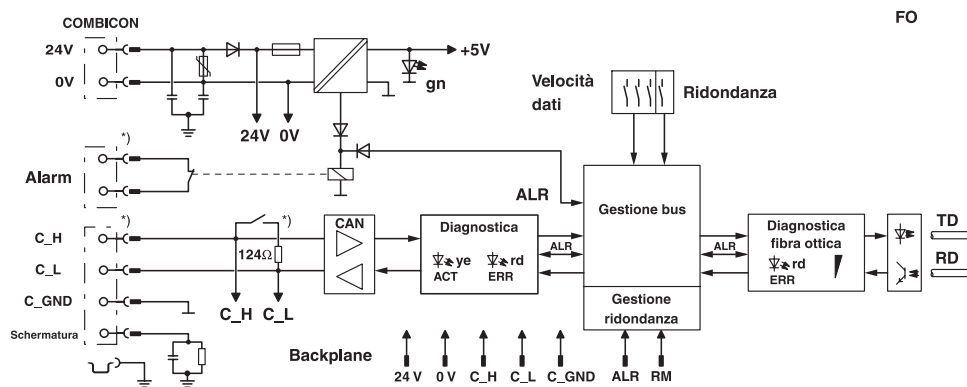 FO
COMBICON
24V
0V
+5V
gn
24V 0V
Velocità
dati
Ridondanza
*)
Alarm
ALR
*)
C_H
C_L
C_GND
Schermatura
*)
124Ω
C_H C_L
CAN
Diagnostica
ye
ACT
rd
ERR
ALR
Gestione bus
Gestione
ridondanza
ALR
Diagnostica
fibra ottica
rd
ERR
TD
RD
Backplane
24 V 0 V C_H C_L C_GND ALR RM